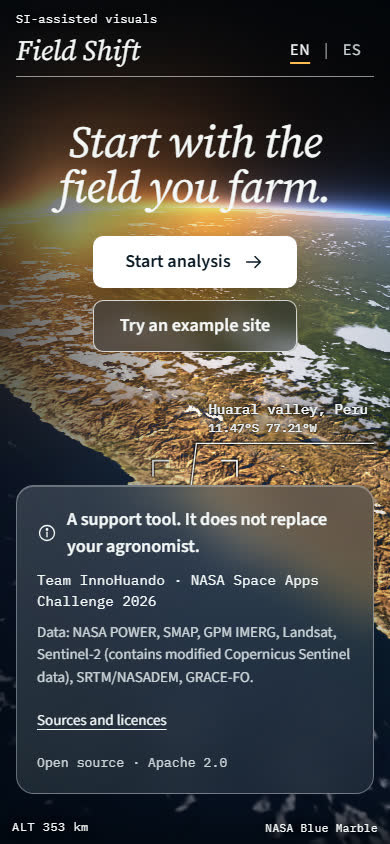 SI-assisted visuals
Field Shift
EN | ES
Start with the
field you farm.
Start analysis →
Try an example site
Huaral valley, Peru
11.47°S 77.21°W
A support tool. It does not replace
your agronomist.
Team InnoHuando · NASA Space Apps
Challenge 2026
Data: NASA POWER, SMAP, GPM IMERG, Landsat,
Sentinel-2 (contains modified Copernicus Sentinel
data), SRTM/NASADEM, GRACE-FO.
Sources and licences
Open source · Apache 2.0
ALT 353 km
NASA Blue Marble